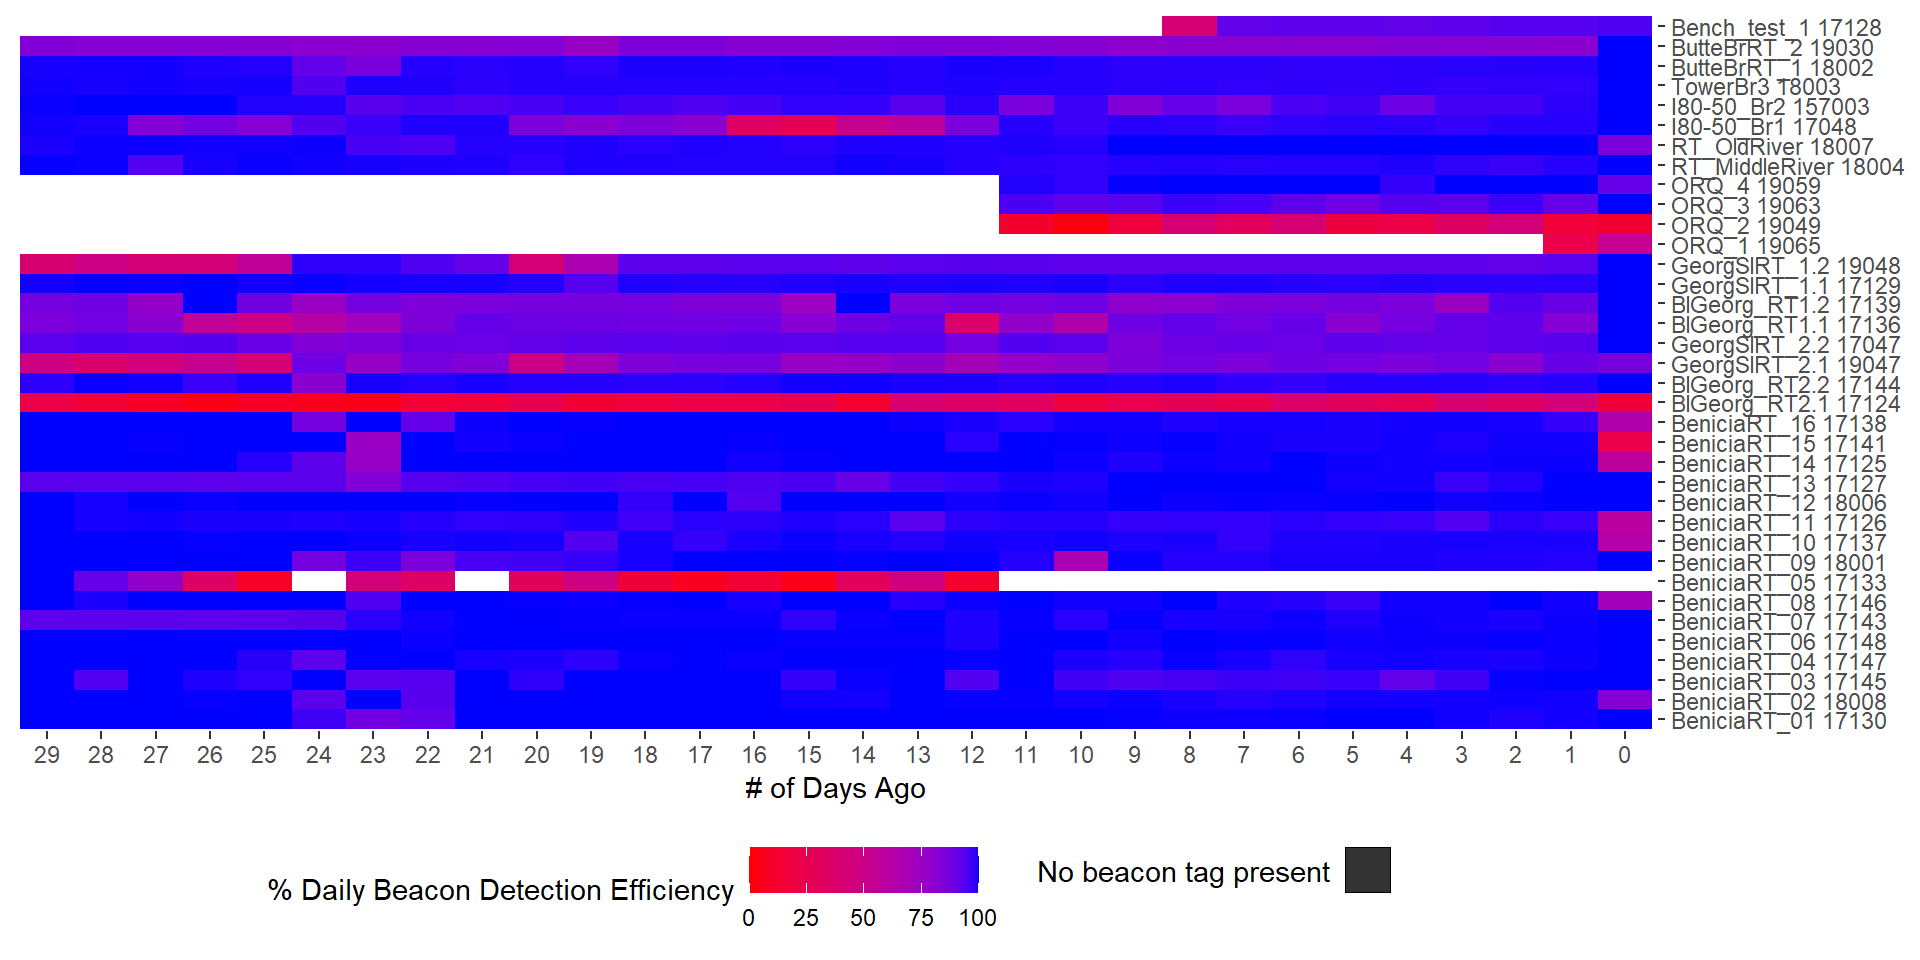 Bench_test_1 17128
ButteBrRT_2 19030
ButteBrRT_1 18002
TowerBr3 18003
I80-50_Br2 157003
I80-50_Br1 17048
RT_OldRiver 18007
RT_MiddleRiver 18004
ORQ_4 19059
ORQ_3 19063
ORQ_2 19049
ORQ_1 19065
GeorgSlRT_1.2 19048
GeorgSlRT_1.1 17129
BlGeorg_RT1.2 17139
BlGeorg_RT1.1 17136
GeorgSlRT_2.2 17047
GeorgSlRT_2.1 19047
BlGeorg_RT2.2 17144
BlGeorg_RT2.1 17124
BeniciaRT_16 17138
BeniciaRT_15 17141
BeniciaRT_14 17125
BeniciaRT_13 17127
BeniciaRT_12 18006
BeniciaRT_11 17126
BeniciaRT_10 17137
BeniciaRT_09 18001
BeniciaRT_05 17133
BeniciaRT_08 17146
BeniciaRT_07 17143
BeniciaRT_06 17148
BeniciaRT_04 17147
BeniciaRT_03 17145
BeniciaRT_02 18008
BeniciaRT_01 17130
29 28 27 26 25 24 23 22 21 20 19 18 17 16 15 14 13 12 11 10 9 8 7 6 5 4 3 2 1 0
# of Days Ago
% Daily Beacon Detection Efficiency
0 25 50 75 100
No beacon tag present